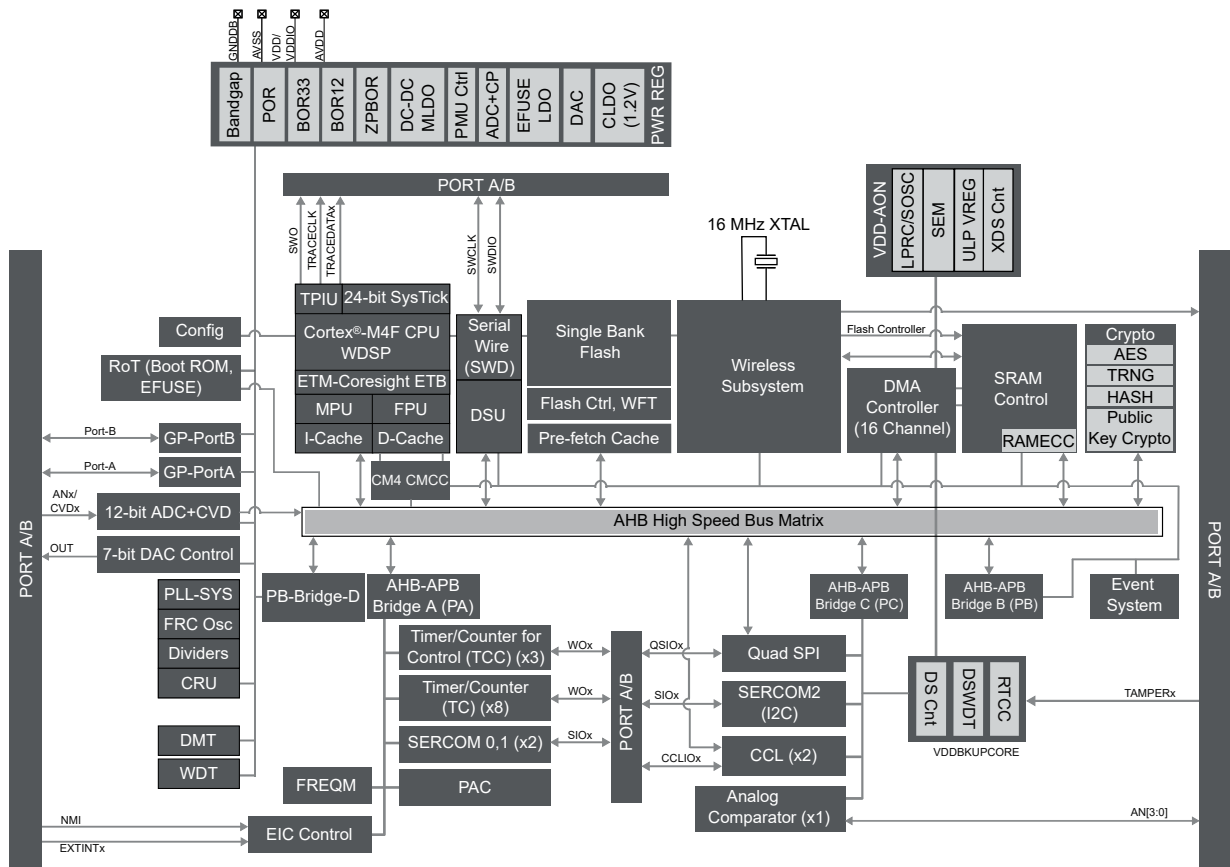 GNDDB
AVSS
VDD/
VDDIO
AVDD
Bandgap
POR
BOR33
BOR12
ZPBOR
DC-DC
MLDO
PMU Ctrl
ADC+CP
EFUSE
LDO
DAC
CLDO
(1.2V)
PWR REG
PORT A/B
SWO
TRACECLK
TRACEDATAx
SWCLK
SWDIO
16 MHz XTAL
VDD-AON
LPRC/SOSC
SEM
ULP VREG
XDS Cnt
PORT A/B
Config
RoT (Boot ROM,
EFUSE)
TPIU
24-bit SysTick
Cortex®-M4F CPU
WDSP
ETM-Coresight ETB
MPU
FPU
I-Cache
D-Cache
CM4 CMCC
Serial
Wire
(SWD)
DSU
Single Bank
Flash
Flash Ctrl, WFT
Pre-fetch Cache
Wireless
Subsystem
Flash Controller
DMA
Controller
(16 Channel)
SRAM
Control
RAMECC
Crypto
AES
TRNG
HASH
Public
Key Crypto
PORT A/B
Port-B
GP-PortB
Port-A
GP-PortA
ANx/
CVDx
12-bit ADC+CVD
OUT
7-bit DAC Control
AHB High Speed Bus Matrix
PLL-SYS
FRC Osc
Dividers
CRU
DMT
WDT
PB-Bridge-D
AHB-APB
Bridge A (PA)
AHB-APB
Bridge C (PC)
AHB-APB
Bridge B (PB)
Event
System
Timer/Counter for
Control (TCC) (x3)
WOx
Timer/Counter
(TC) (x8)
WOx
SERCOM 0,1 (x2)
SIOx
FREQM
PAC
PORT A/B
QSIOx
Quad SPI
SIOx
SERCOM2
(I2C)
CCLIOx
CCL (x2)
Analog
Comparator (x1)
DS Cnt
DSWDT
RTCC
VDDBKUPCORE
TAMPERx
AN[3:0]
NMI
EXTINTx
EIC Control